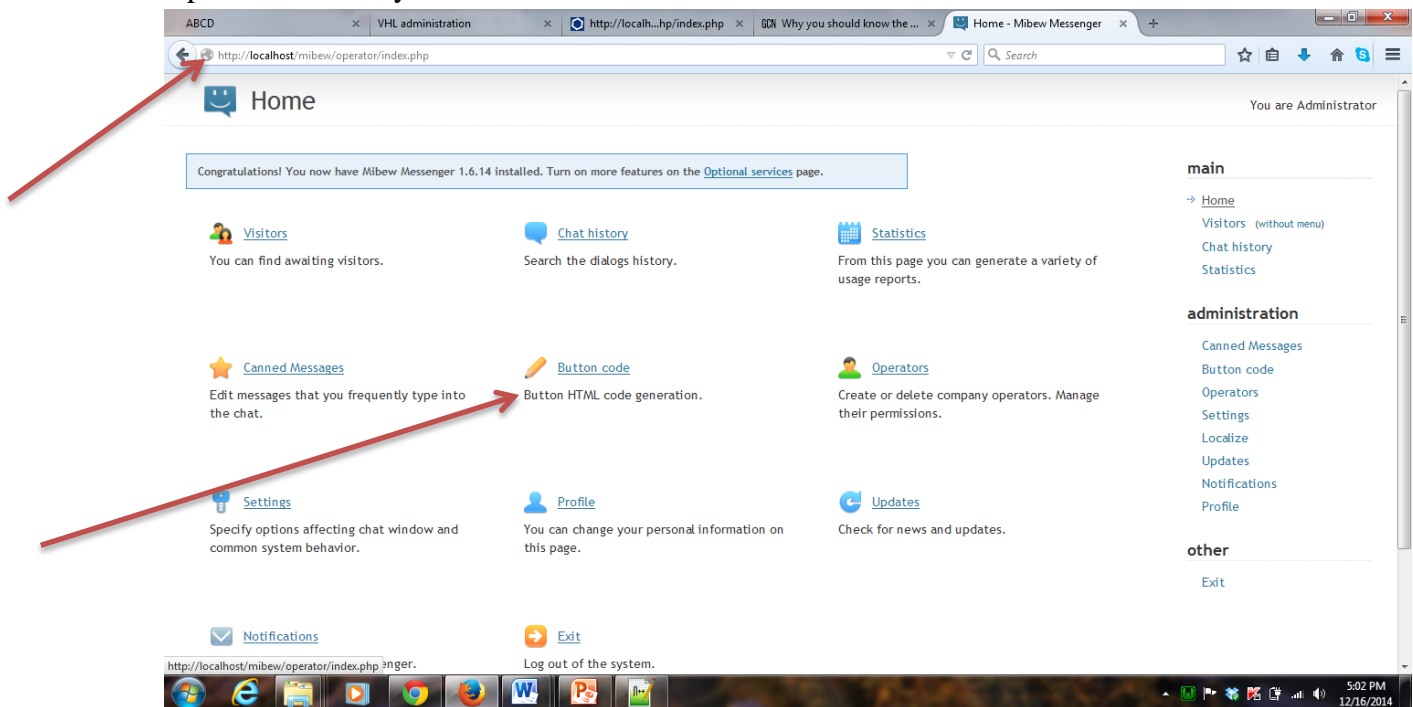 ABCD
VHL administration
http://localh...hp/index.php
GCN Why you should know the ...
Home - Mibew Messenger
http://localhost/mibew/operator/index.php
Search
Home
You are Administrator
Congratulations! You now have Mibew Messenger 1.6.14 installed. Turn on more features on the Optional services page.
Visitors
You can find awaiting visitors.
Chat history
Search the dialogs history.
Statistics
From this page you can generate a variety of
usage reports.
Canned Messages
Edit messages that you frequently type into
the chat.
Button code
Button HTML code generation.
Operators
Create or delete company operators. Manage
their permissions.
Settings
Specify options affecting chat window and
common system behavior.
Profile
You can change your personal information on
this page.
Updates
Check for news and updates.
Notifications
enger.
Exit
Log out of the system.
main
Home
Visitors (without menu)
Chat history
Statistics
administration
Canned Messages
Button code
Operators
Settings
Localize
Updates
Notifications
Profile
other
Exit
http://localhost/mibew/operator/index.php
5:02 PM
12/16/2014